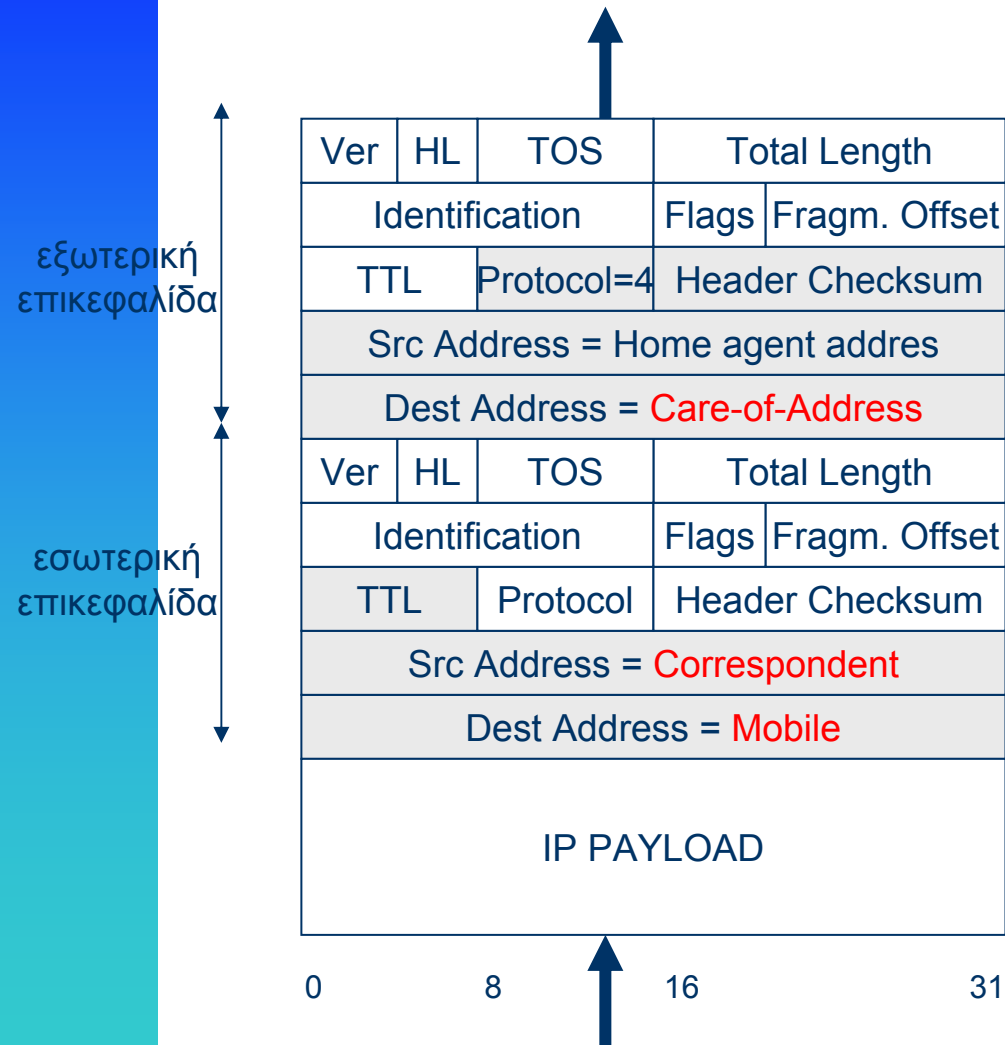 Ver HL TOS Total Length
Identification Flags Fragm. Offset
εξωτερική
επικεφαλίδα
TTL Protocol=4 Header Checksum
Src Address = Home agent addres
Dest Address = Care-of-Address
Ver HL TOS Total Length
Identification Flags Fragm. Offset
εσωτερική
επικεφαλίδα
TTL Protocol Header Checksum
Src Address = Correspondent
Dest Address = Mobile
IP PAYLOAD
0 8 16 31